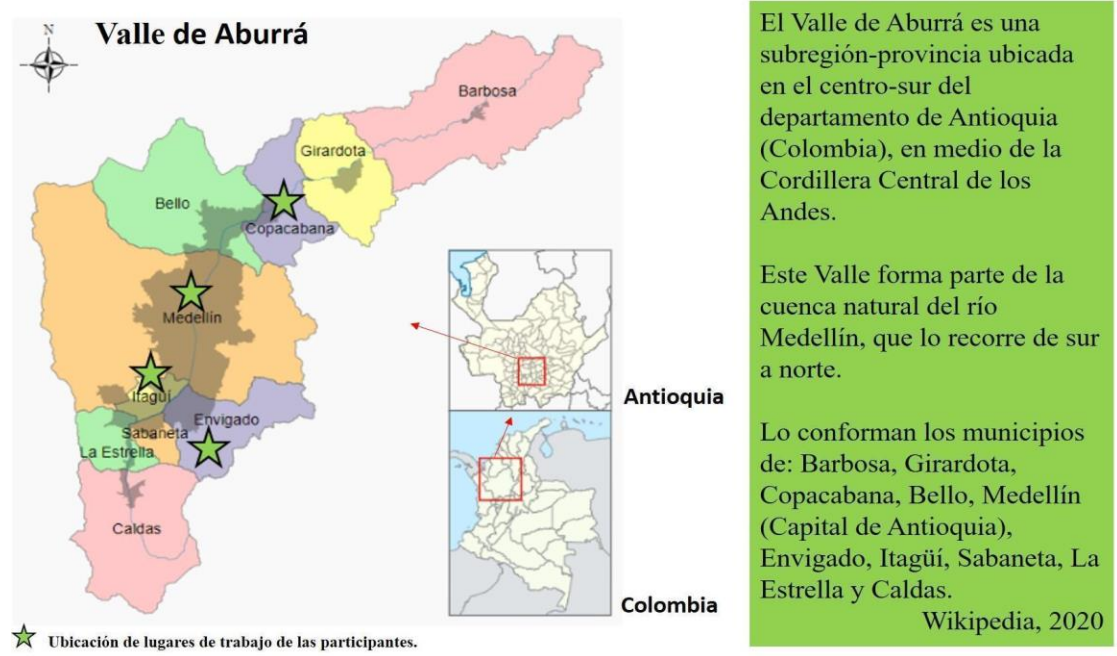 N
Valle de Aburrá
Barbosa
Girardota
Bello
Copacabana
Medellín
Itagüí
Envigado
Sabaneta
La Estrella
Caldas
Antioquia
Colombia
Ubicación de lugares de trabajo de las participantes.
El Valle de Aburrá es una
subregión-provincia ubicada
en el centro-sur del
departamento de Antioquia
(Colombia), en medio de la
Cordillera Central de los
Andes.
Este Valle forma parte de la
cuenca natural del río
Medellín, que lo recorre de sur
a norte.
Lo conforman los municipios
de: Barbosa, Girardota,
Copacabana, Bello, Medellín
(Capital de Antioquia),
Envigado, Itagüí, Sabaneta, La
Estrella y Caldas.
Wikipedia, 2020